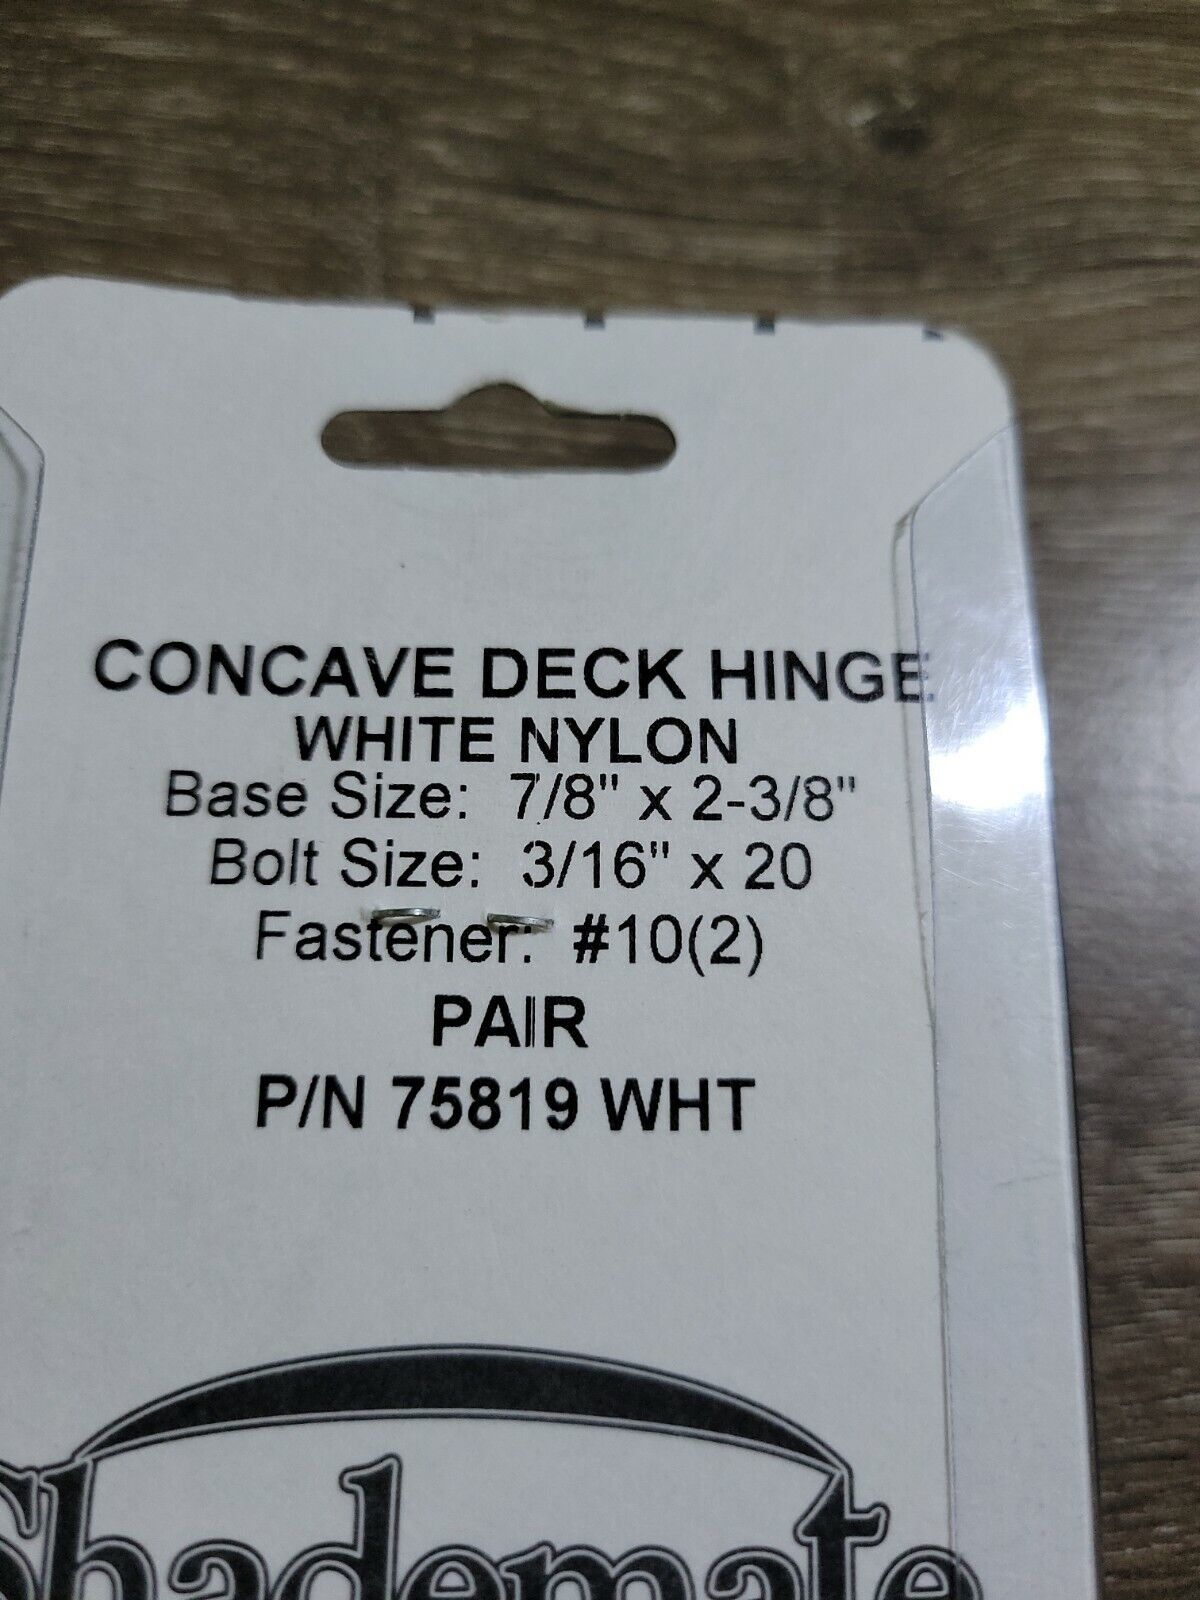 CONCAVE DECK HINGE
WHITE NYLON
Base Size: 7/8" x 2-3/8"
Bolt Size: 3/16" x 20
Fastener: #10(2)
PAIR
P/N 75819 WHT
Shademate